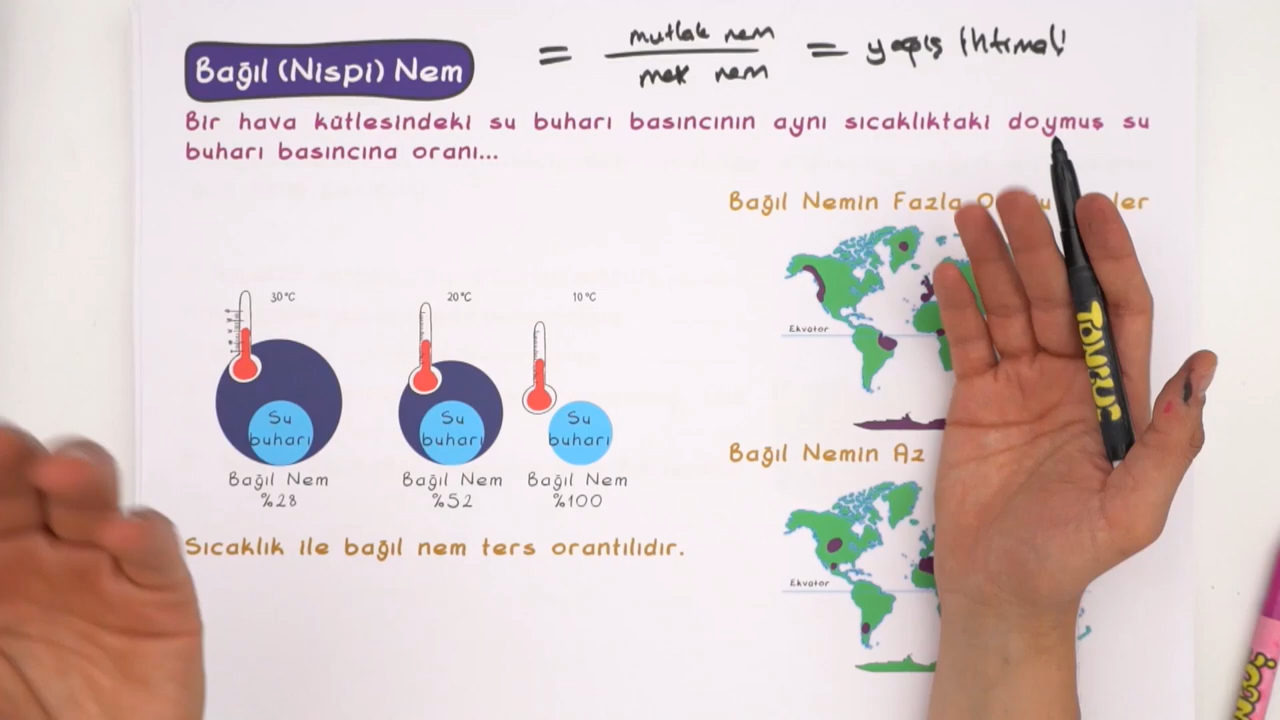 Bağıl (Nispi) Nem
= mutlak nem / mak nem = yağış ihtimali
Bir hava kütlesindeki su buharı basıncının aynı sıcaklıktaki doymuş su
buharı basıncına oranı...
Bağıl Nemin Fazla
30°C
20°C
10°C
Ekvator
Su
buharı
Su
buharı
Su
buharı
Bağıl Nem
%28
Bağıl Nem
%52
Bağıl Nem
%100
Bağıl Nemin Az
Sıcaklık ile bağıl nem ters orantılıdır.
Ekvator